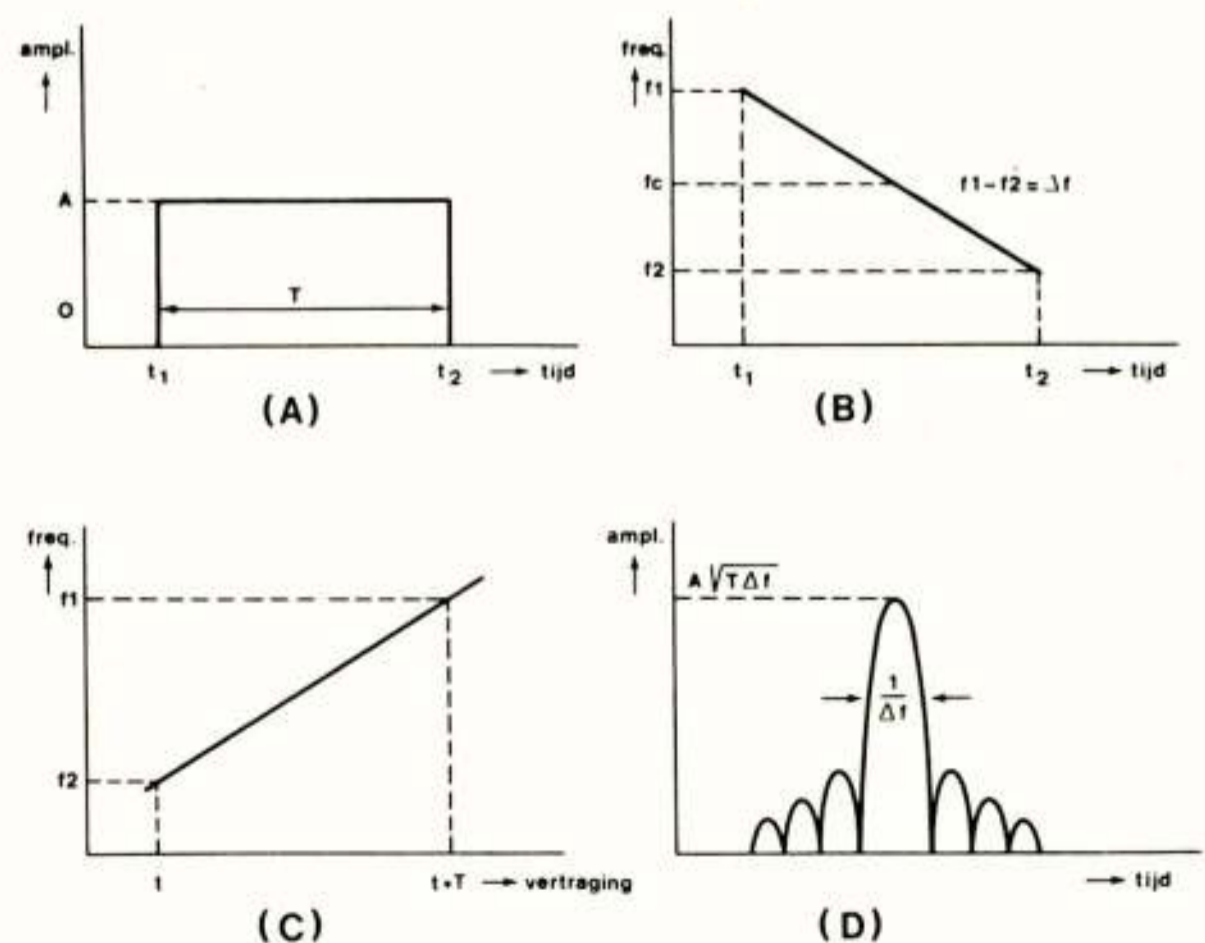 ampl.
A
T
O
t1 t2 → tijd
(A)
freq.
f1
fc
f1-f2 = Δf
f2
t1 t2 → tijd
(B)
freq.
f1
f2
t t+T → vertraging
(C)
ampl.
A √TΔf
1
Δf
→ tijd
(D)